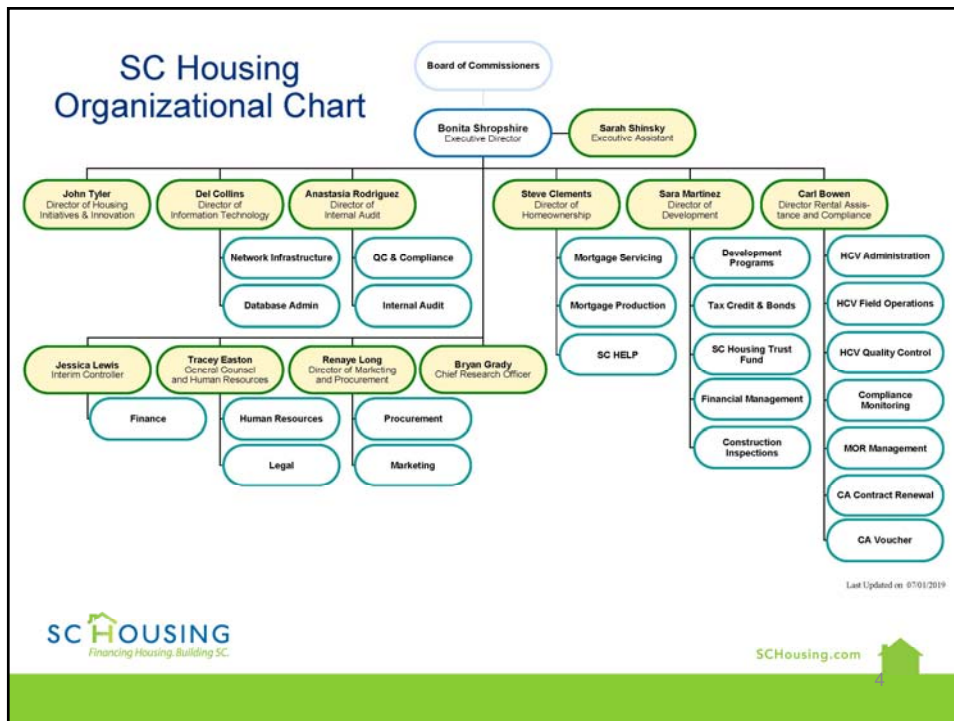 SC Housing
Organizational Chart
Board of Commissioners
Bonita Shropshire
Executive Director
Sarah Shinsky
Executive Assistant
John Tyler
Director of Housing
Initiatives & Innovation
Del Collins
Director of
Information Technology
Anastasia Rodriguez
Director of
Internal Audit
Steve Clements
Director of
Homeownership
Sara Martinez
Director of
Development
Carl Bowen
Director Rental Assis-
tance and Compliance
Network Infrastructure
Database Admin
QC & Compliance
Internal Audit
Mortgage Servicing
Mortgage Production
SC HELP
Development
Programs
Tax Credit & Bonds
SC Housing Trust
Fund
Financial Management
Construction
Inspections
HCV Administration
HCV Field Operations
HCV Quality Control
Compliance
Monitoring
MOR Management
CA Contract Renewal
CA Voucher
Jessica Lewis
Interim Controller
Tracey Easton
General Counsel
and Human Resources
Renaye Long
Director of Marketing
and Procurement
Bryan Grady
Chief Research Officer
Finance
Human Resources
Legal
Procurement
Marketing
Last Updated on 07/01/2019
SC HOUSING
Financing Housing. Building SC.
SCHousing.com
4